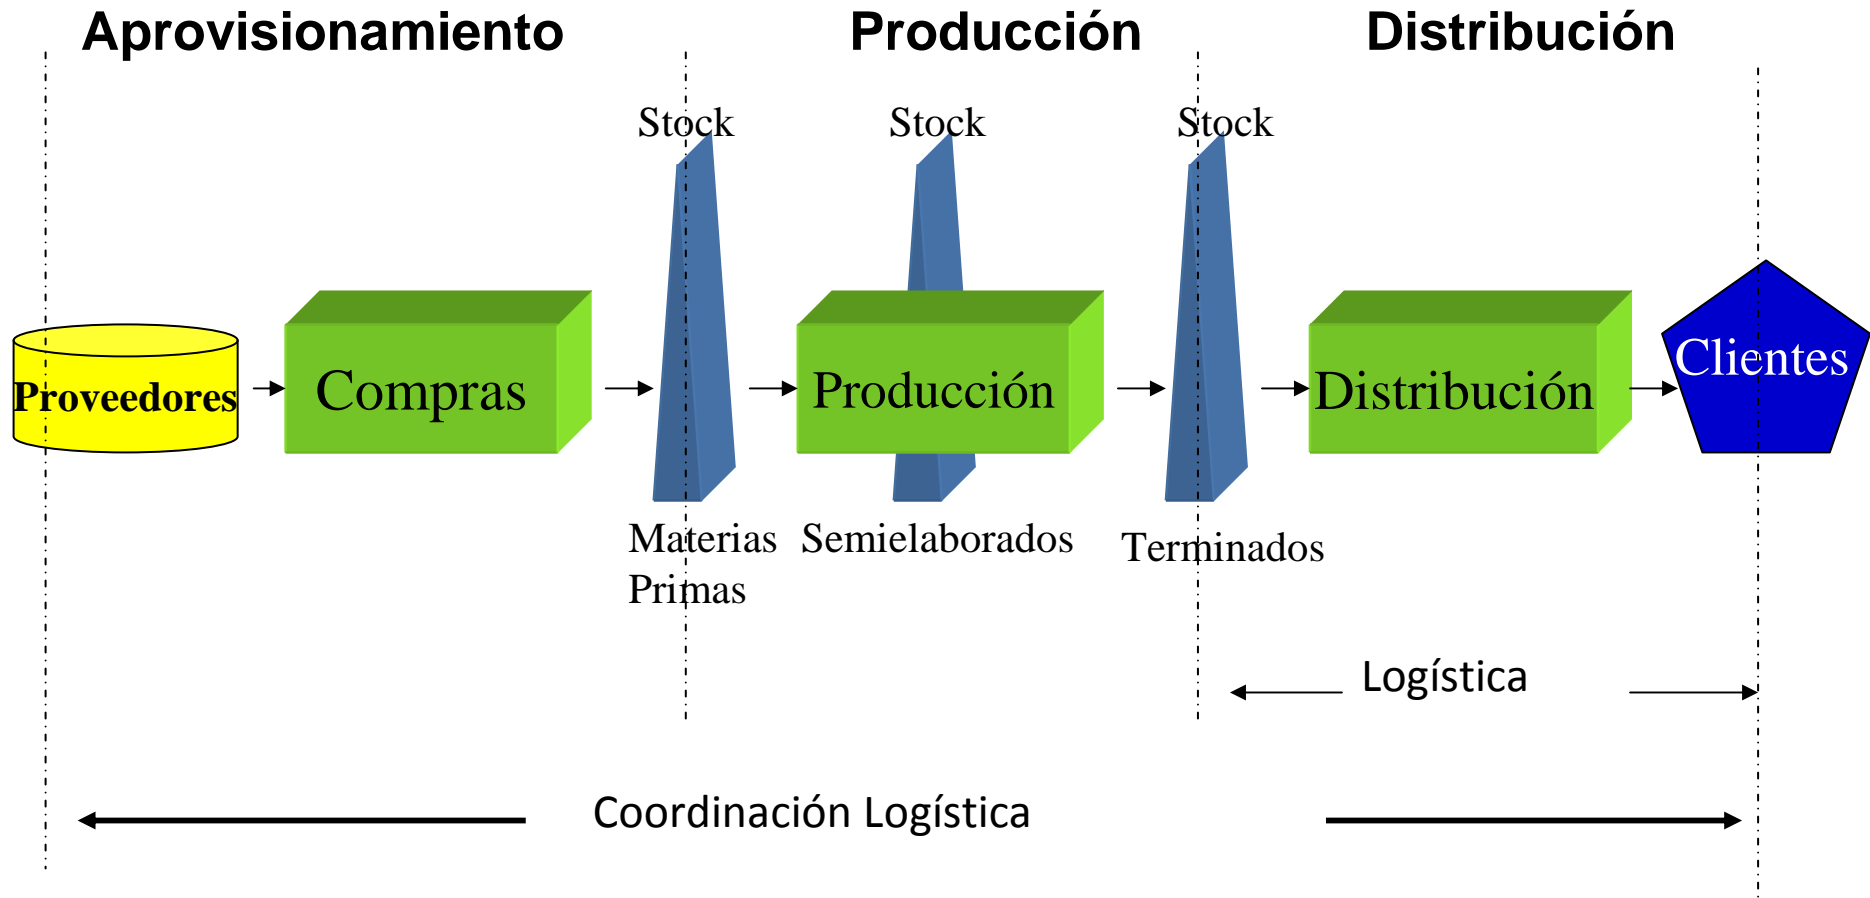 Aprovisionamiento
Producción
Distribución
Stock
Stock
Stock
Proveedores
Compras
Producción
Distribución
Clientes
Materias
Primas
Semielaborados
Terminados
Logística
Coordinación Logística